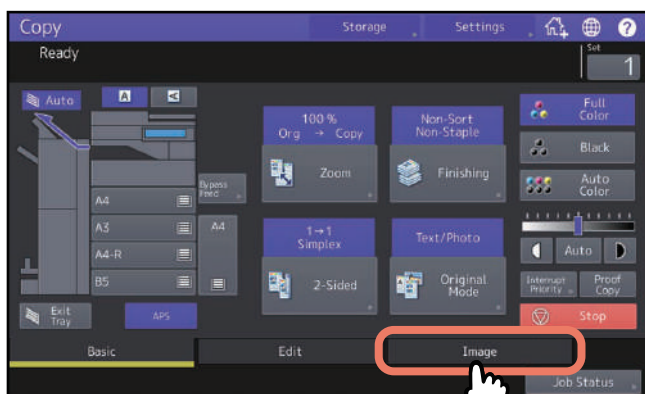 Copy
Storage
Settings
?
Ready
Set
1
Auto
A
A
100 %
Org → Copy
Zoom
Non-Sort
Non-Staple
Finishing
Full
Color
Black
Auto
Color
A4
A3
A4-R
B5
Bypass
Feed
A4
1→1
Simplex
2-Sided
Text/Photo
Original
Mode
Auto
Interrupt
Priority
Proof
Copy
Exit
Tray
APS
Stop
Basic
Edit
Image
Job Status